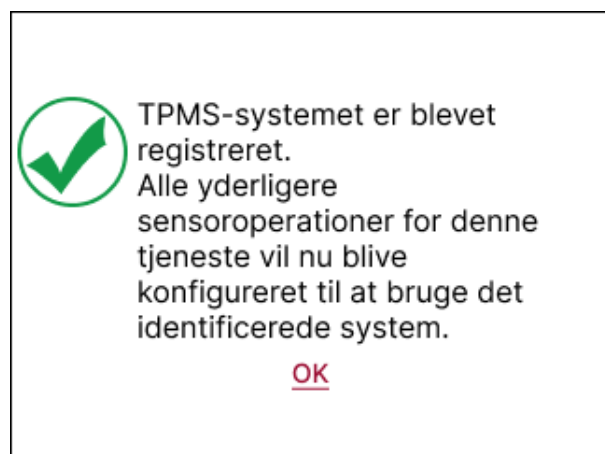 TPMS-systemet er blevet
registreret.
Alle yderligere
sensoroperationer for denne
tjeneste vil nu blive
konfigureret til at bruge det
identificerede system.
OK